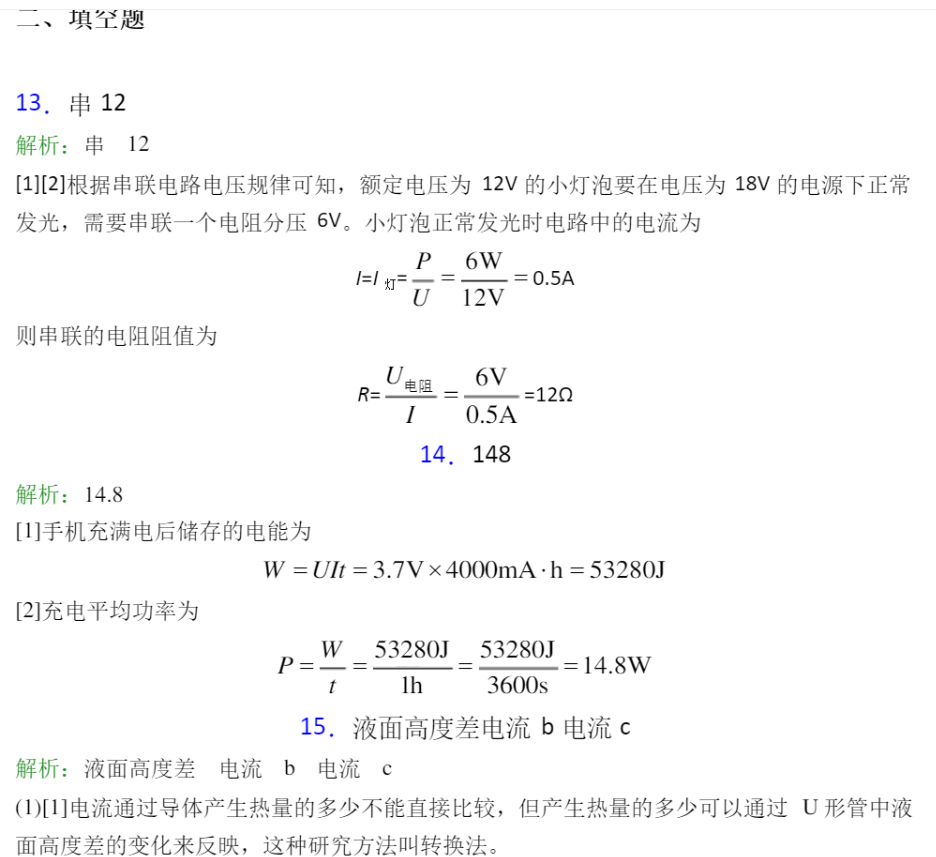 二、填空题
13．串 12
解析：串 12
[1][2]根据串联电路电压规律可知，额定电压为 12V 的小灯泡要在电压为 18V 的电源下正常
发光，需要串联一个电阻分压 6V。小灯泡正常发光时电路中的电流为
I=I灯=P/U=6W/12V=0.5A
则串联的电阻阻值为
R=U电阻/I=6V/0.5A=12Ω
14．148
解析：14.8
[1]手机充满电后储存的电能为
W=UIt=3.7V×4000mA·h=53280J
[2]充电平均功率为
P=W/t=53280J/1h=53280J/3600s=14.8W
15．液面高度差电流 b 电流 c
解析：液面高度差 电流 b 电流 c
(1)[1]电流通过导体产生热量的多少不能直接比较，但产生热量的多少可以通过 U 形管中液
面高度差的变化来反映，这种研究方法叫转换法。